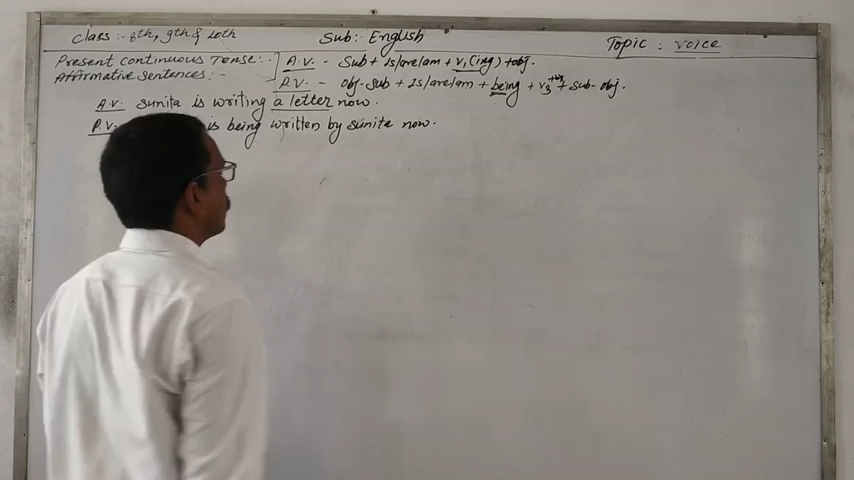 Class :- 8th, 9th & 10th Sub: English Topic : voice
Present Continuous Tense: - A.V. - Sub + Is/are/am + V1(ing) + obj.
Affirmative Sentences: - P.V. - obj. sub + Is/are/am + being + V3 + by + sub - obj.
A.V. Sunita is writing a letter now.
P.V. is being written by Sunita now.